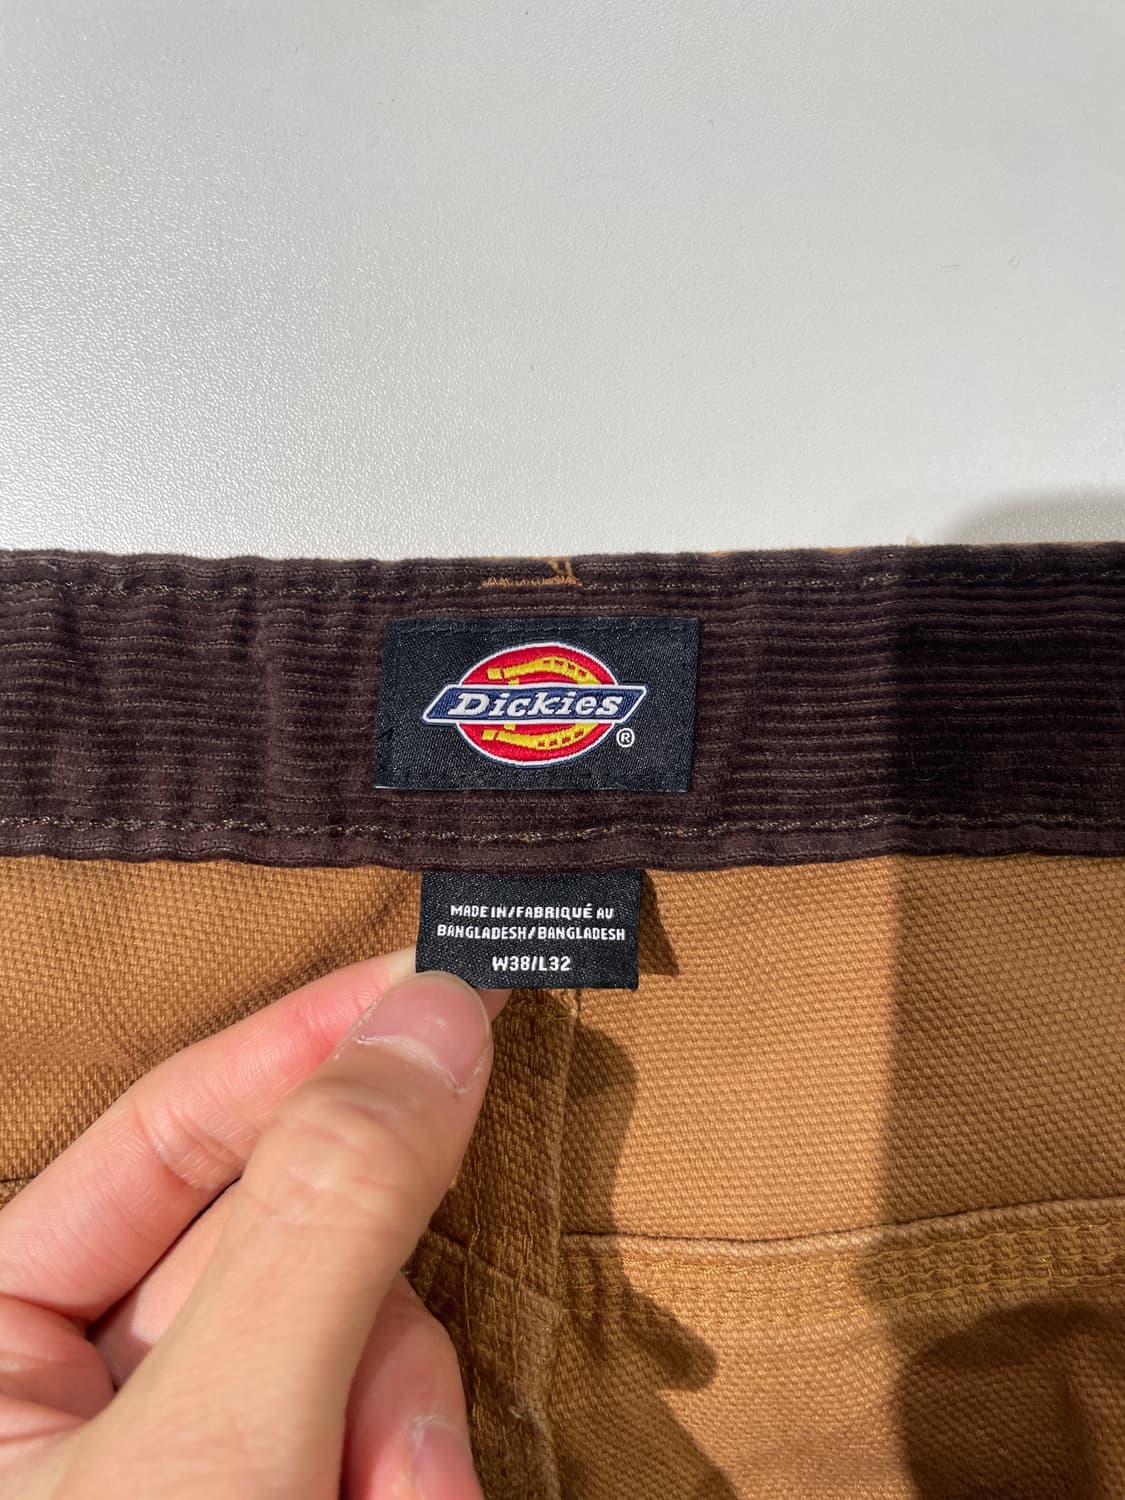 Dickies
®
MADE IN/FABRIQUÉ AU
BANGLADESH/BANGLADESH
W38/L32